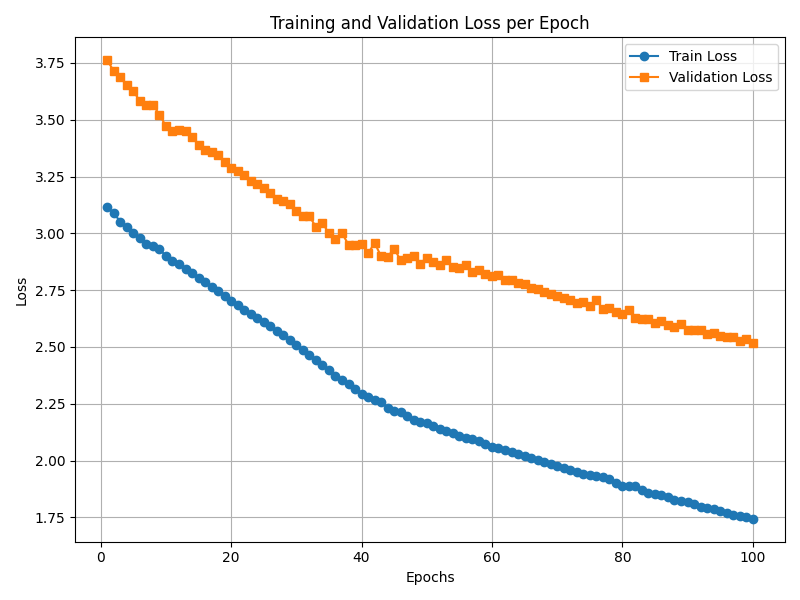 Training and Validation Loss per Epoch
Train Loss
Validation Loss
3.75
3.50
3.25
3.00
2.75
2.50
2.25
2.00
1.75
Loss
0 20 40 60 80 100
Epochs